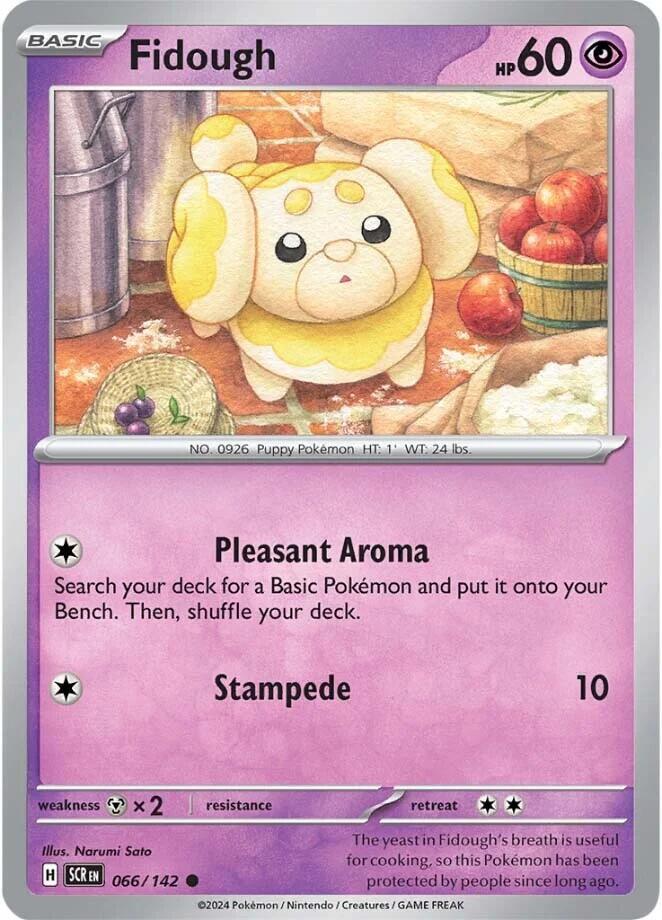 BASIC
Fidough
HP60
NO. 0926 Puppy Pokémon HT: 1' WT: 24 lbs.
Pleasant Aroma
Search your deck for a Basic Pokémon and put it onto your
Bench. Then, shuffle your deck.
Stampede 10
weakness ×2 resistance retreat
Illus. Narumi Sato
The yeast in Fidough's breath is useful
for cooking, so this Pokémon has been
protected by people since long ago.
H SCR EN 066/142
©2024 Pokémon / Nintendo / Creatures / GAME FREAK